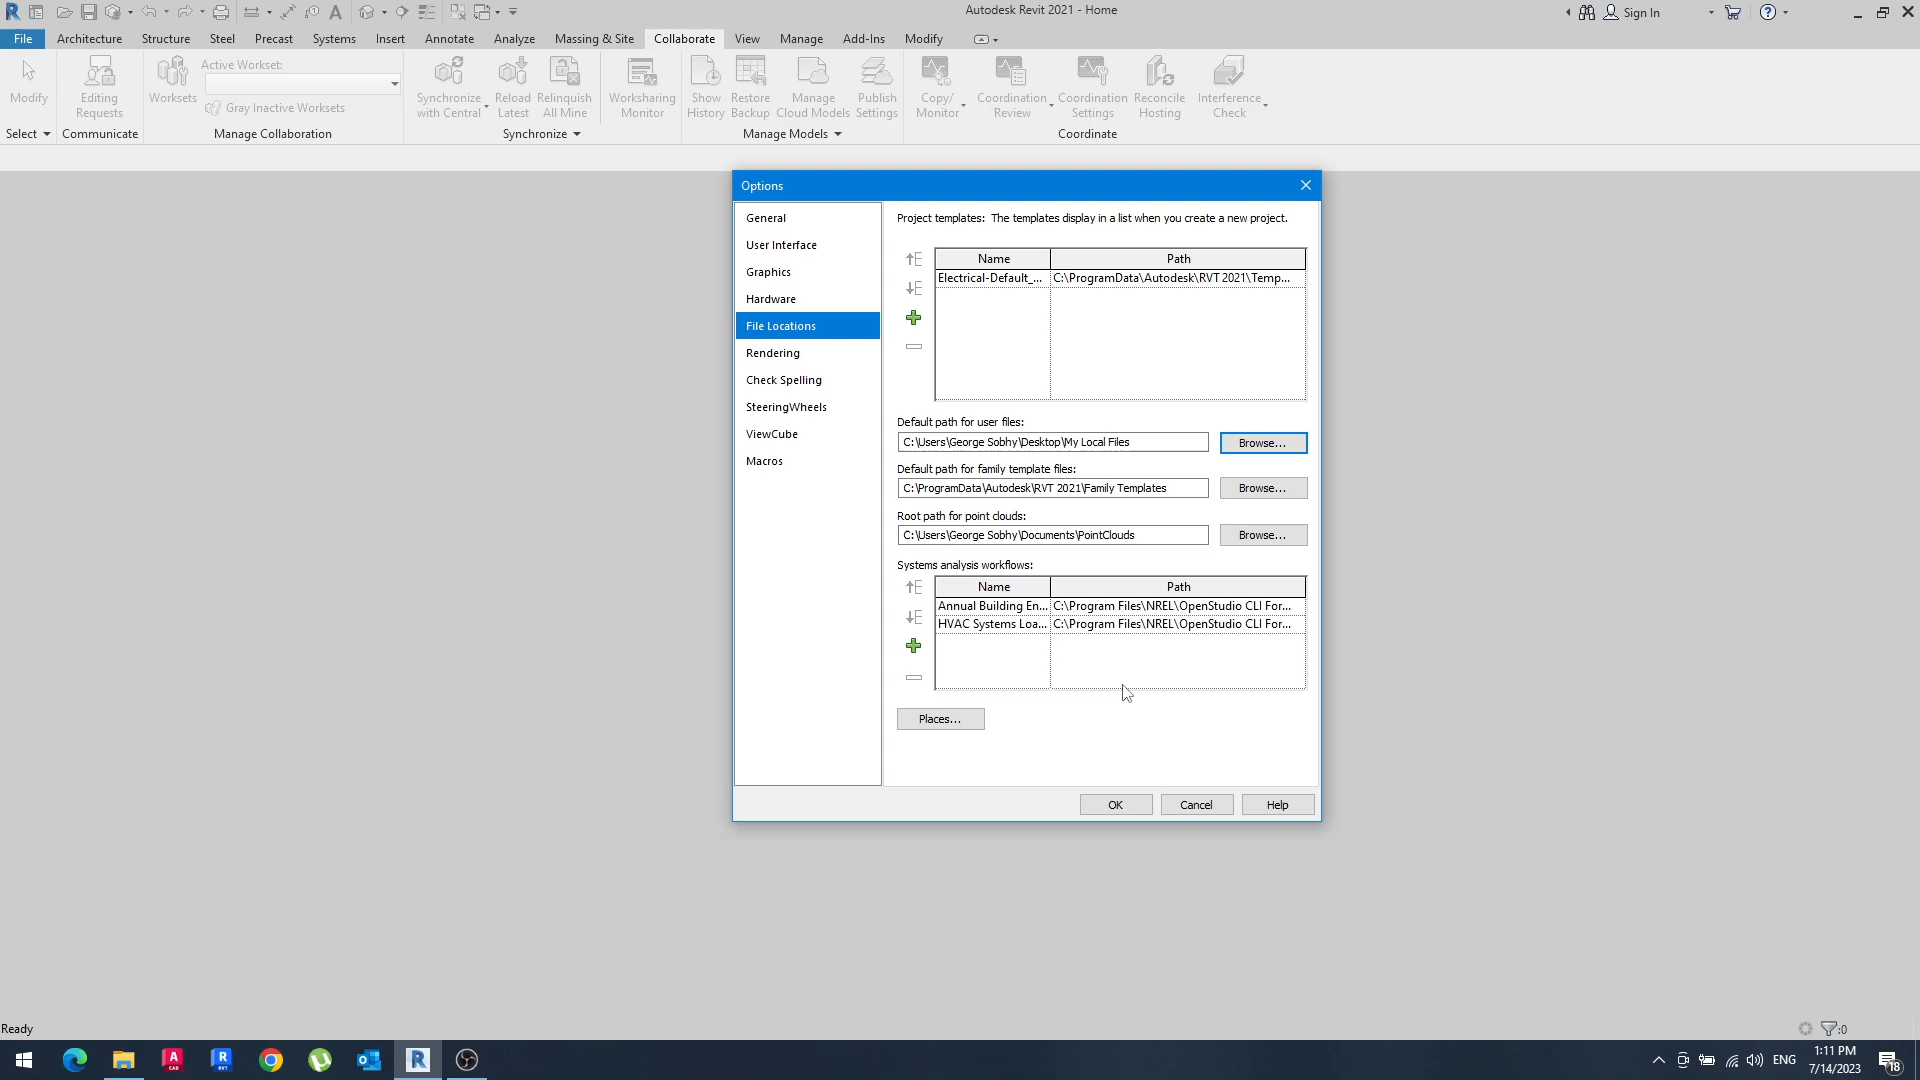 Autodesk Revit 2021 - Home
Sign In
File Architecture Structure Steel Precast Systems Insert Annotate Analyze Massing & Site Collaborate View Manage Add-Ins Modify
Modify
Editing
Requests
Worksets
Active Workset:
Gray Inactive Worksets
Synchronize
with Central
Reload
Latest
Relinquish
All Mine
Worksharing
Monitor
Show
History
Restore
Backup
Manage
Cloud Models
Publish
Settings
Copy/
Monitor
Coordination
Review
Coordination
Settings
Reconcile
Hosting
Interference
Check
Select Communicate Manage Collaboration Synchronize Manage Models Coordinate
Options
General
User Interface
Graphics
Hardware
File Locations
Rendering
Check Spelling
SteeringWheels
ViewCube
Macros
Project templates: The templates display in a list when you create a new project.
Name Path
Electrical-Default_... C:\ProgramData\Autodesk\RVT 2021\Temp...
Default path for user files:
C:\Users\George Sobhy\Desktop\My Local Files Browse...
Default path for family template files:
C:\ProgramData\Autodesk\RVT 2021\Family Templates Browse...
Root path for point clouds:
C:\Users\George Sobhy\Documents\PointClouds Browse...
Systems analysis workflows:
Name Path
Annual Building En... C:\Program Files\NREL\OpenStudio CLI For...
HVAC Systems Loa... C:\Program Files\NREL\OpenStudio CLI For...
Places...
OK Cancel Help
Ready
:0
ENG
1:11 PM
7/14/2023
18